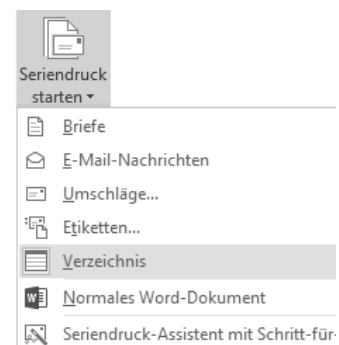 Seriendruck
starten
Briefe
E-Mail-Nachrichten
Umschläge...
Etiketten...
Verzeichnis
Normales Word-Dokument
Seriendruck-Assistent mit Schritt-für-